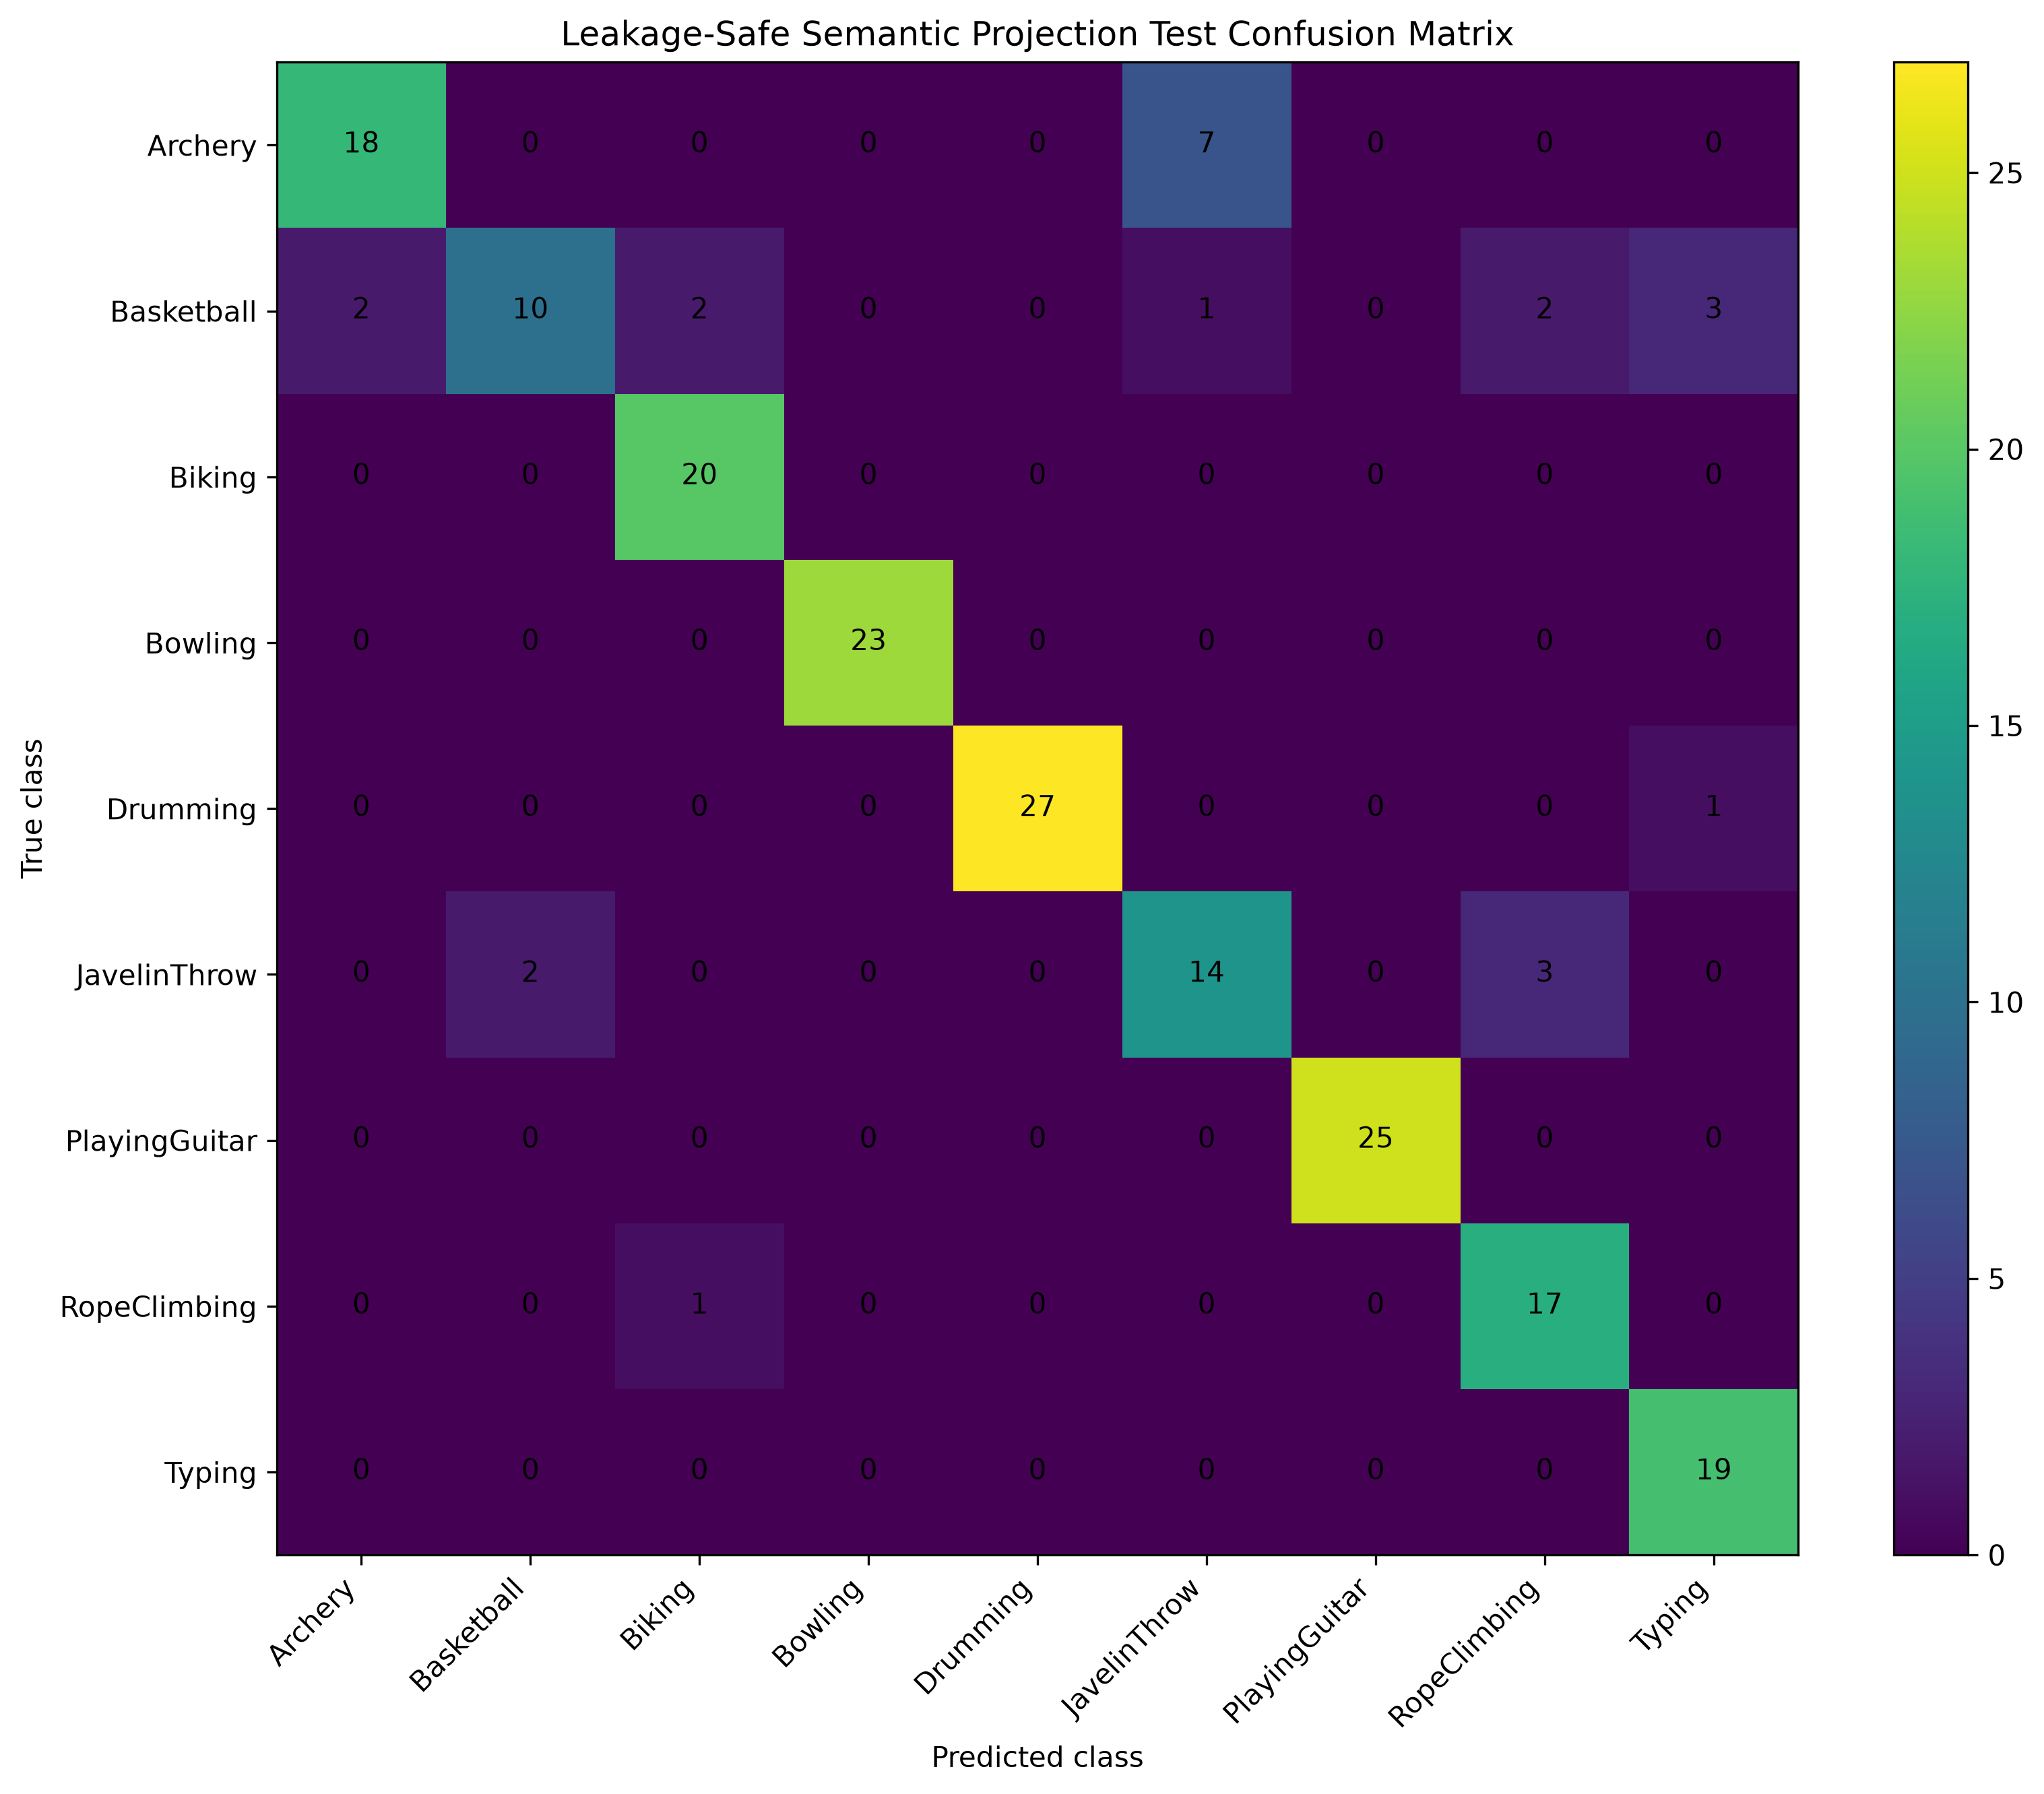 Leakage-Safe Semantic Projection Test Confusion Matrix
Archery 18 0 0 0 0 7 0 0 0
Basketball 2 10 2 0 0 1 0 2 3
Biking 0 0 20 0 0 0 0 0 0
Bowling 0 0 0 23 0 0 0 0 0
Drumming 0 0 0 0 27 0 0 0 1
JavelinThrow 0 2 0 0 0 14 0 3 0
PlayingGuitar 0 0 0 0 0 0 25 0 0
RopeClimbing 0 0 1 0 0 0 0 17 0
Typing 0 0 0 0 0 0 0 0 19
True class
Archery Basketball Biking Bowling Drumming JavelinThrow PlayingGuitar RopeClimbing Typing
Predicted class
25
20
15
10
5
0